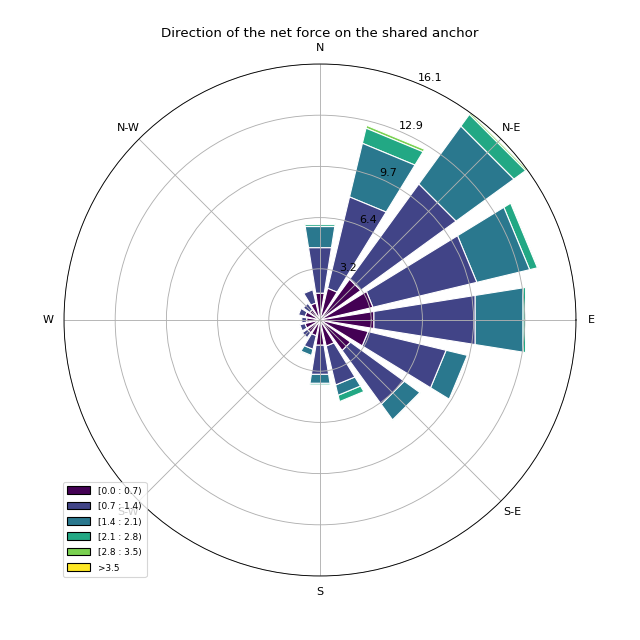 Direction of the net force on the shared anchor
N
16.1
N-W
12.9
N-E
9.7
6.4
3.2
W
E
[0.0 : 0.7)
[0.7 : 1.4)
S-W
[1.4 : 2.1)
S-E
[2.1 : 2.8)
[2.8 : 3.5)
>3.5
S